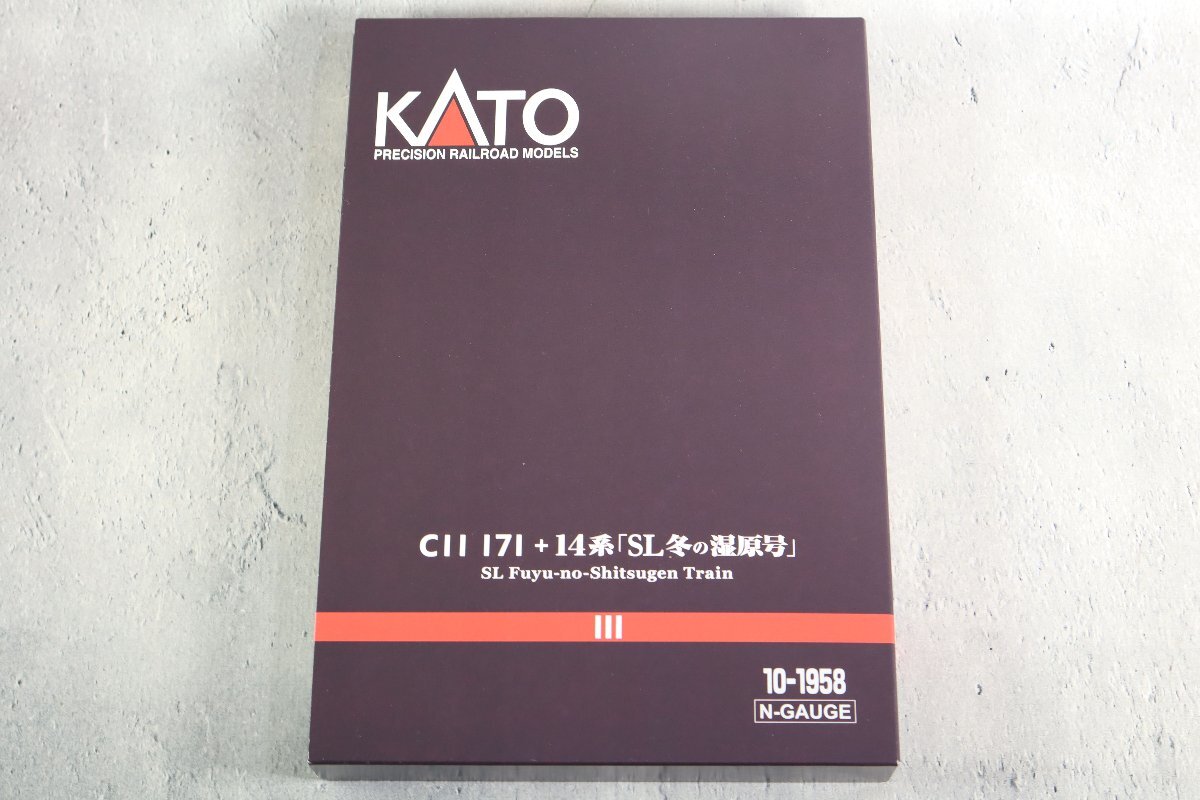 KATO
PRECISION RAILROAD MODELS
C11 171 + 14系「SL冬の湿原号」
SL Fuyu-no-Shitsugen Train
10-1958
N-GAUGE